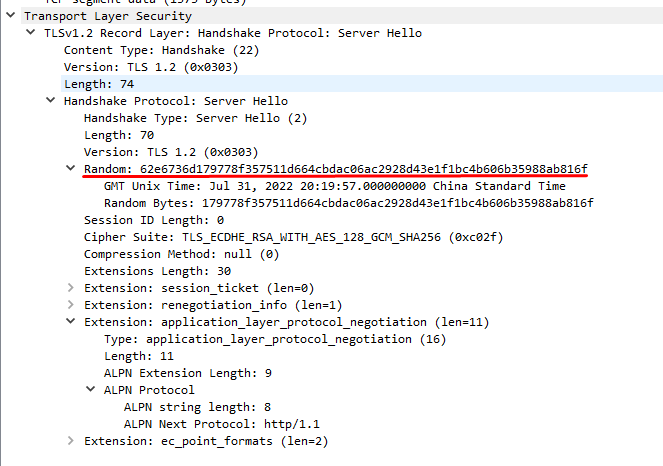 TCP segment data (1379 bytes)
Transport Layer Security
TLSv1.2 Record Layer: Handshake Protocol: Server Hello
Content Type: Handshake (22)
Version: TLS 1.2 (0x0303)
Length: 74
Handshake Protocol: Server Hello
Handshake Type: Server Hello (2)
Length: 70
Version: TLS 1.2 (0x0303)
Random: 62e6736d179778f357511d664cbdac06ac2928d43e1f1bc4b606b35988ab816f
GMT Unix Time: Jul 31, 2022 20:19:57.000000000 China Standard Time
Random Bytes: 179778f357511d664cbdac06ac2928d43e1f1bc4b606b35988ab816f
Session ID Length: 0
Cipher Suite: TLS_ECDHE_RSA_WITH_AES_128_GCM_SHA256 (0xc02f)
Compression Method: null (0)
Extensions Length: 30
Extension: session_ticket (len=0)
Extension: renegotiation_info (len=1)
Extension: application_layer_protocol_negotiation (len=11)
Type: application_layer_protocol_negotiation (16)
Length: 11
ALPN Extension Length: 9
ALPN Protocol
ALPN string length: 8
ALPN Next Protocol: http/1.1
Extension: ec_point_formats (len=2)